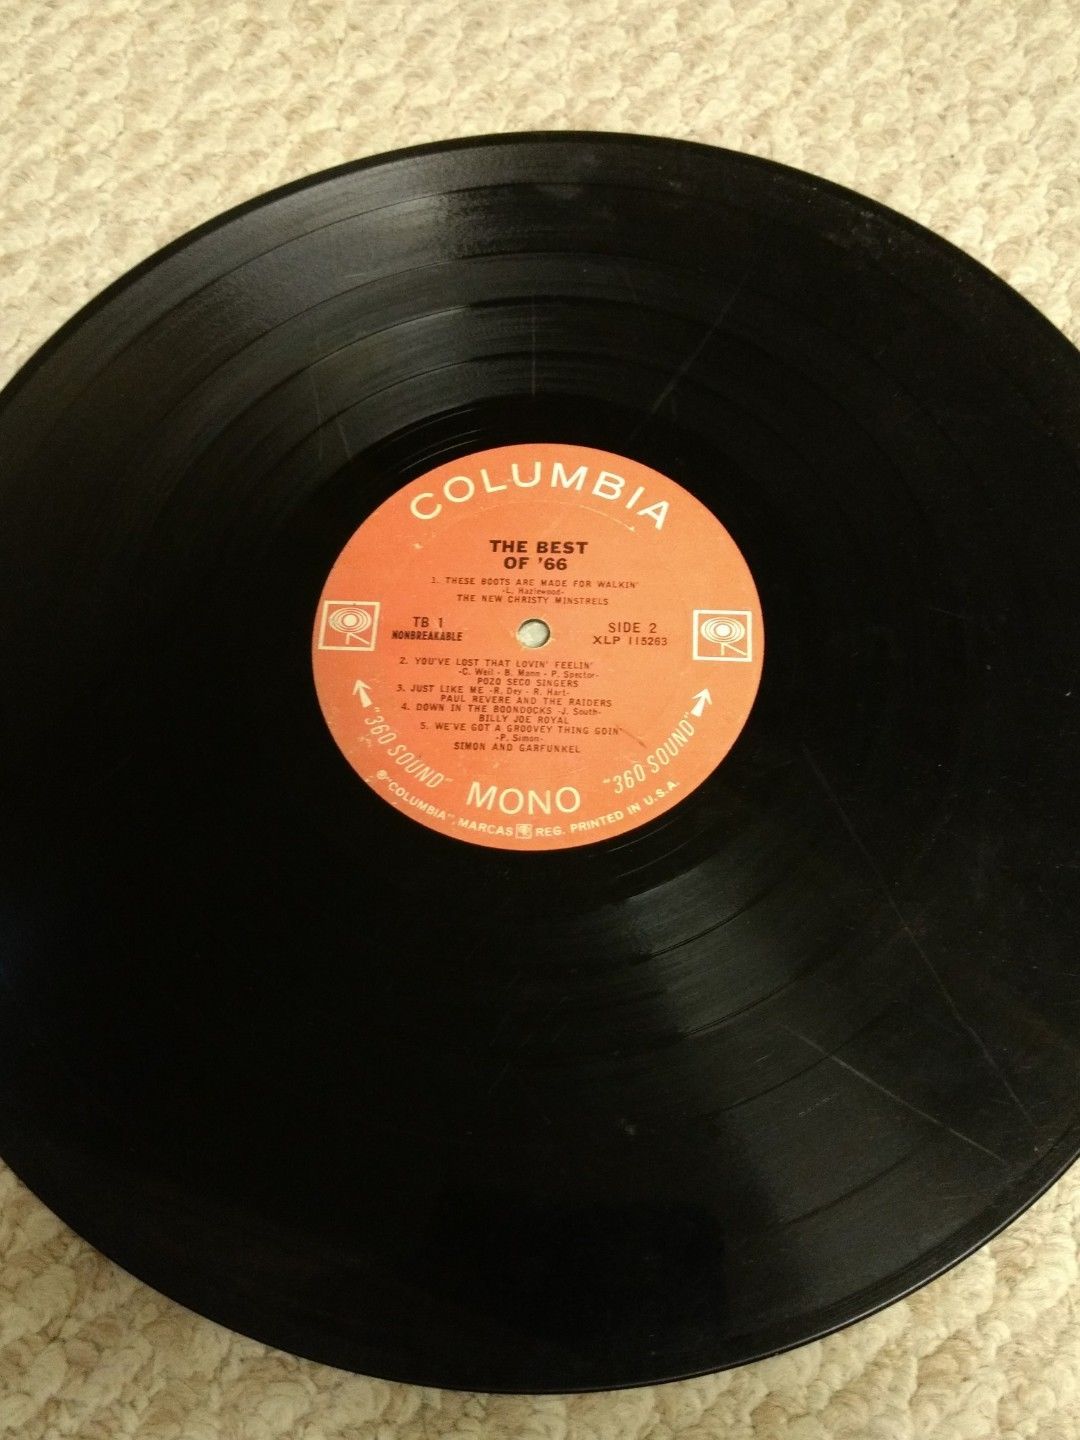 COLUMBIA
THE BEST
OF '66
1. THESE BOOTS ARE MADE FOR WALKIN'
-L. Hazlewood-
THE NEW CHRISTY MINSTRELS
TB 1
NONBREAKABLE
SIDE 2
XLP 115263
2. YOU'VE LOST THAT LOVIN' FEELIN'
-C. Weil - B. Mann - P. Spector-
POZO SECO SINGERS
3. JUST LIKE ME -R. Dey - R. Hart-
PAUL REVERE AND THE RAIDERS
4. DOWN IN THE BOONDOCKS -J. South-
BILLY JOE ROYAL
5. WE'VE GOT A GROOVEY THING GOIN'
-P. Simon-
SIMON AND GARFUNKEL
"360 SOUND" MONO "360 SOUND"
® "COLUMBIA", MARCAS REG. PRINTED IN U.S.A.